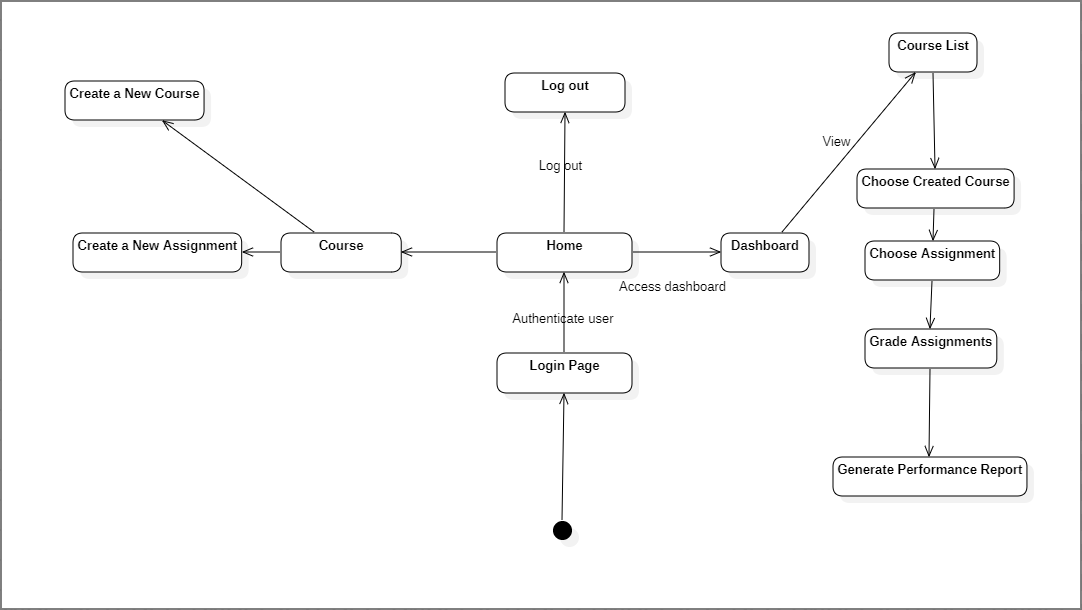 Course List
Log out
Create a New Course
View
Log out
Choose Created Course
Create a New Assignment
Course
Home
Dashboard
Choose Assignment
Access dashboard
Authenticate user
Grade Assignments
Login Page
Generate Performance Report